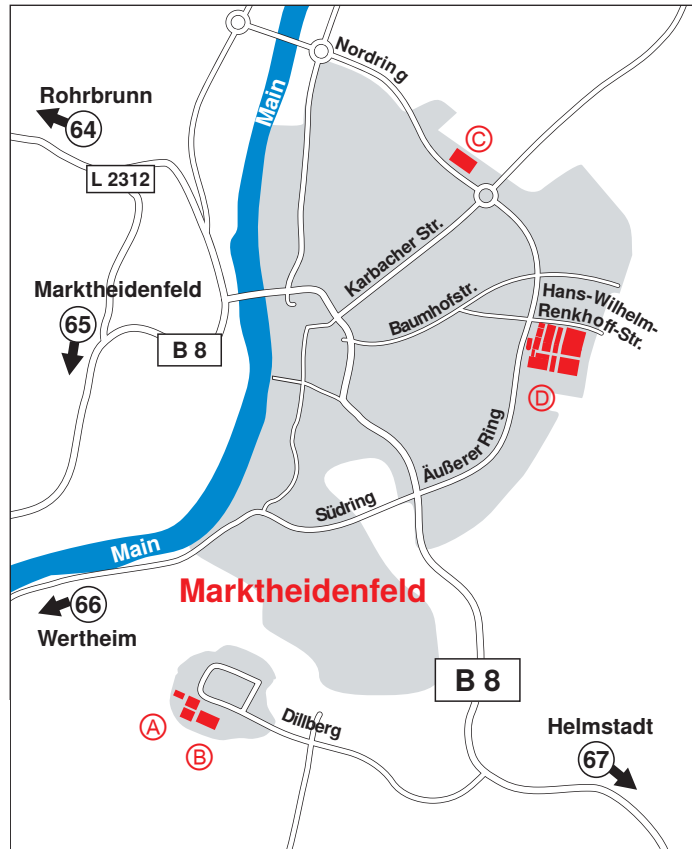 Nordring
Main
Rohrbrunn
64
C
L 2312
Karbacher Str.
Marktheidenfeld
65
Baumhofstr.
Hans-Wilhelm-
Renkhoff-Str.
B 8
D
Äußerer Ring
Südring
Main
Marktheidenfeld
66
Wertheim
B 8
A
B
Dillberg
Helmstadt
67